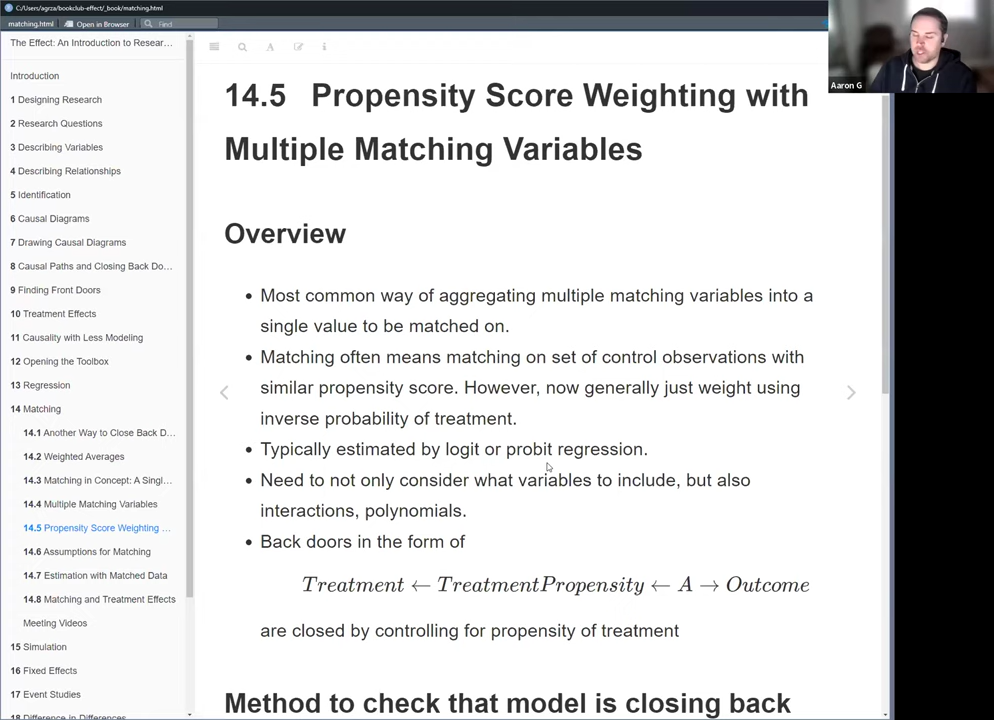 C:/Users/agrza/bookclub-effect/_book/matching.html
matching.html Open in Browser Find
The Effect: An Introduction to Resear...
Introduction
1 Designing Research
2 Research Questions
3 Describing Variables
4 Describing Relationships
5 Identification
6 Causal Diagrams
7 Drawing Causal Diagrams
8 Causal Paths and Closing Back Do...
9 Finding Front Doors
10 Treatment Effects
11 Causality with Less Modeling
12 Opening the Toolbox
13 Regression
14 Matching
14.1 Another Way to Close Back D...
14.2 Weighted Averages
14.3 Matching in Concept: A Singl...
14.4 Multiple Matching Variables
14.5 Propensity Score Weighting ...
14.6 Assumptions for Matching
14.7 Estimation with Matched Data
14.8 Matching and Treatment Effects
Meeting Videos
15 Simulation
16 Fixed Effects
17 Event Studies
18 Difference In Differences
14.5 Propensity Score Weighting with
Multiple Matching Variables
Overview
• Most common way of aggregating multiple matching variables into a
single value to be matched on.
• Matching often means matching on set of control observations with
similar propensity score. However, now generally just weight using
inverse probability of treatment.
• Typically estimated by logit or probit regression.
• Need to not only consider what variables to include, but also
interactions, polynomials.
• Back doors in the form of
Treatment ← TreatmentPropensity ← A → Outcome
are closed by controlling for propensity of treatment
Method to check that model is closing back
Aaron G